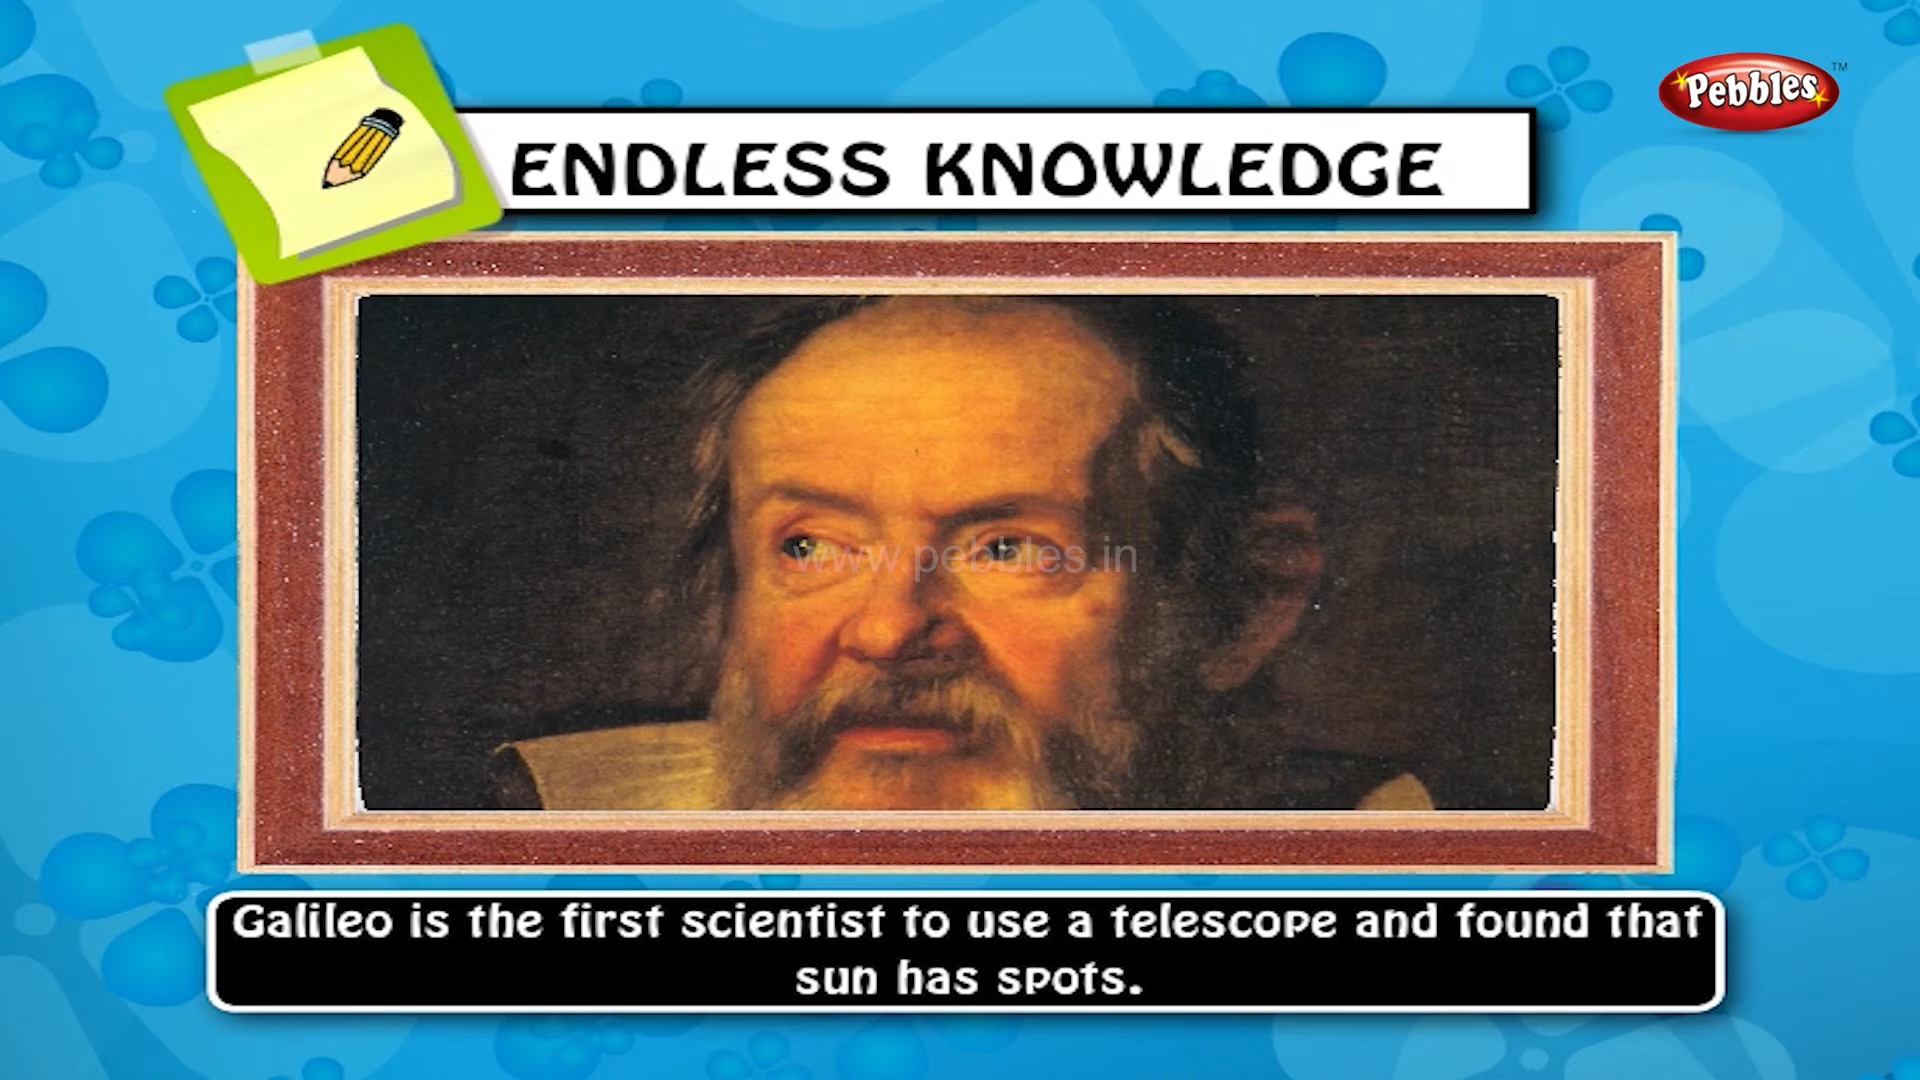 Pebbles TM
ENDLESS KNOWLEDGE
www.pebbles.in
Galileo is the first scientist to use a telescope and found that
sun has spots.